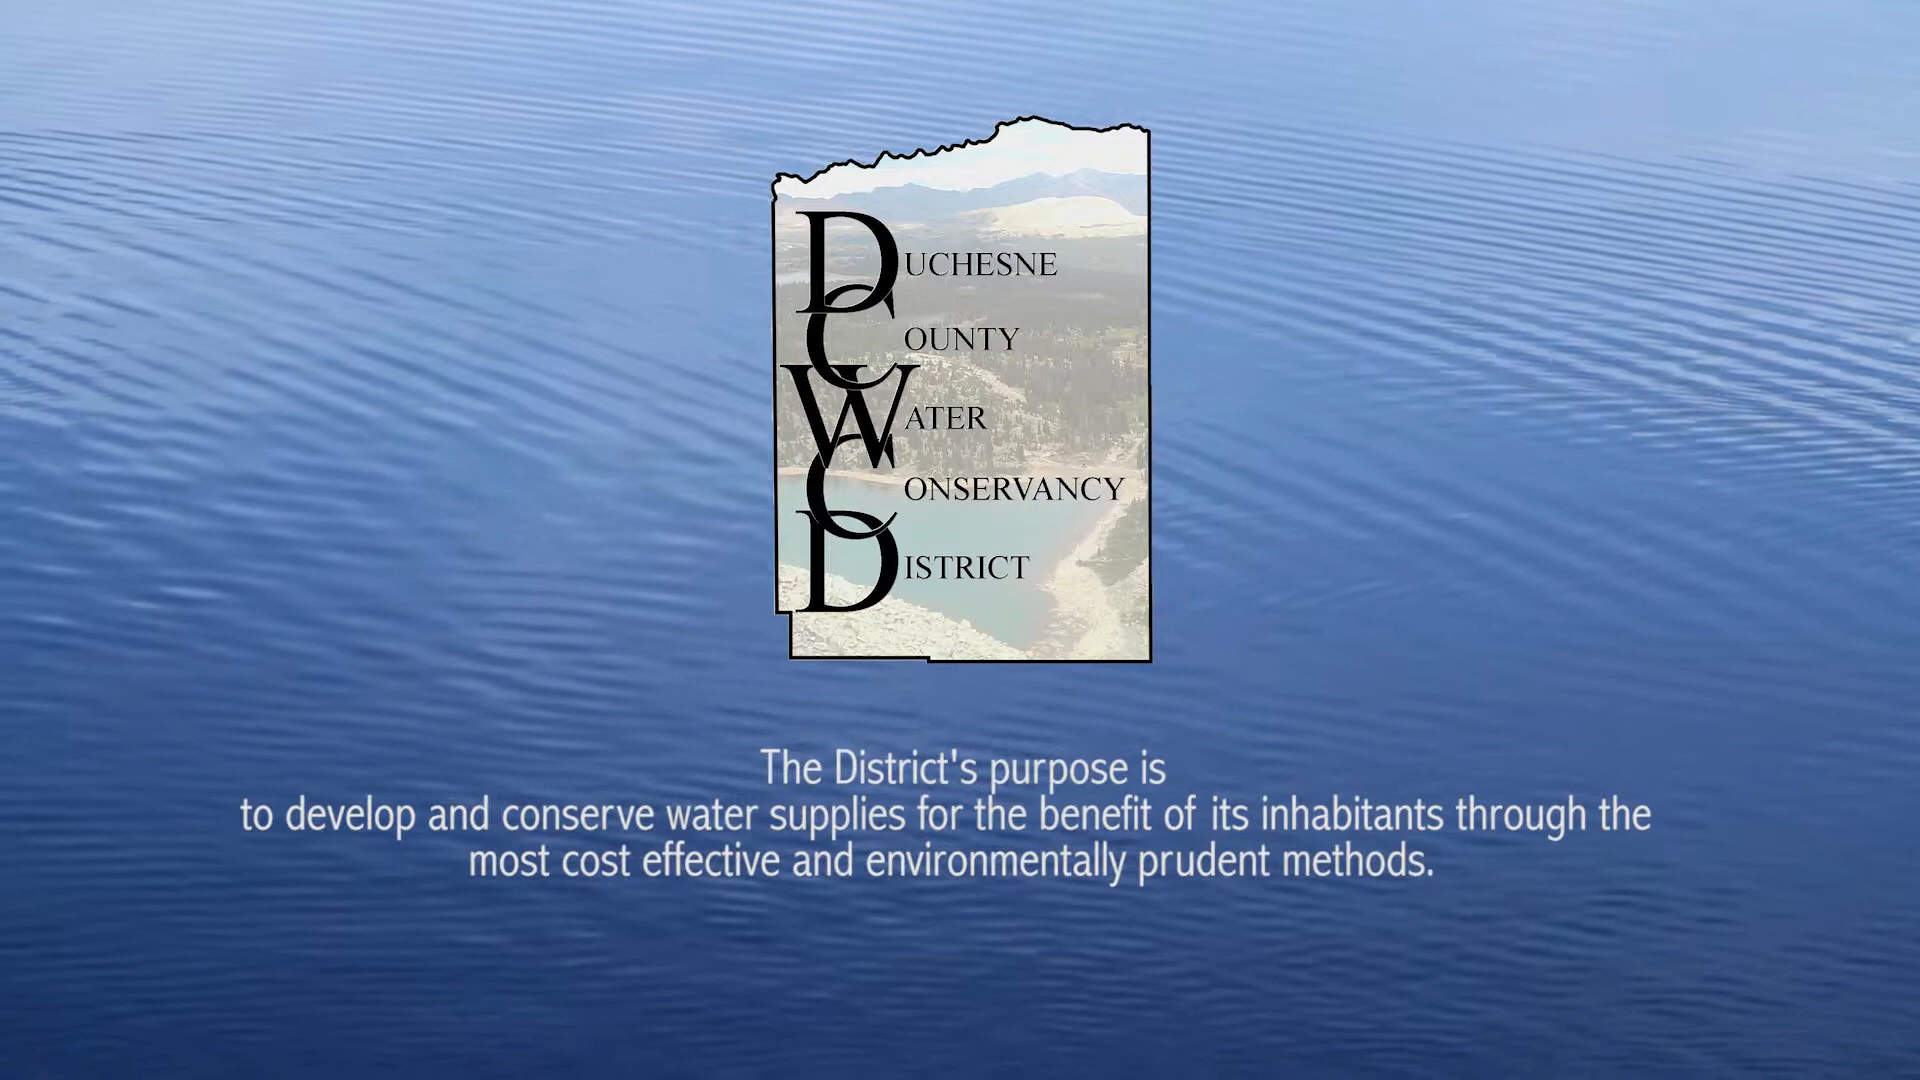 DUCHESNE
COUNTY
WATER
CONSERVANCY
DISTRICT
The District's purpose is
to develop and conserve water supplies for the benefit of its inhabitants through the
most cost effective and environmentally prudent methods.